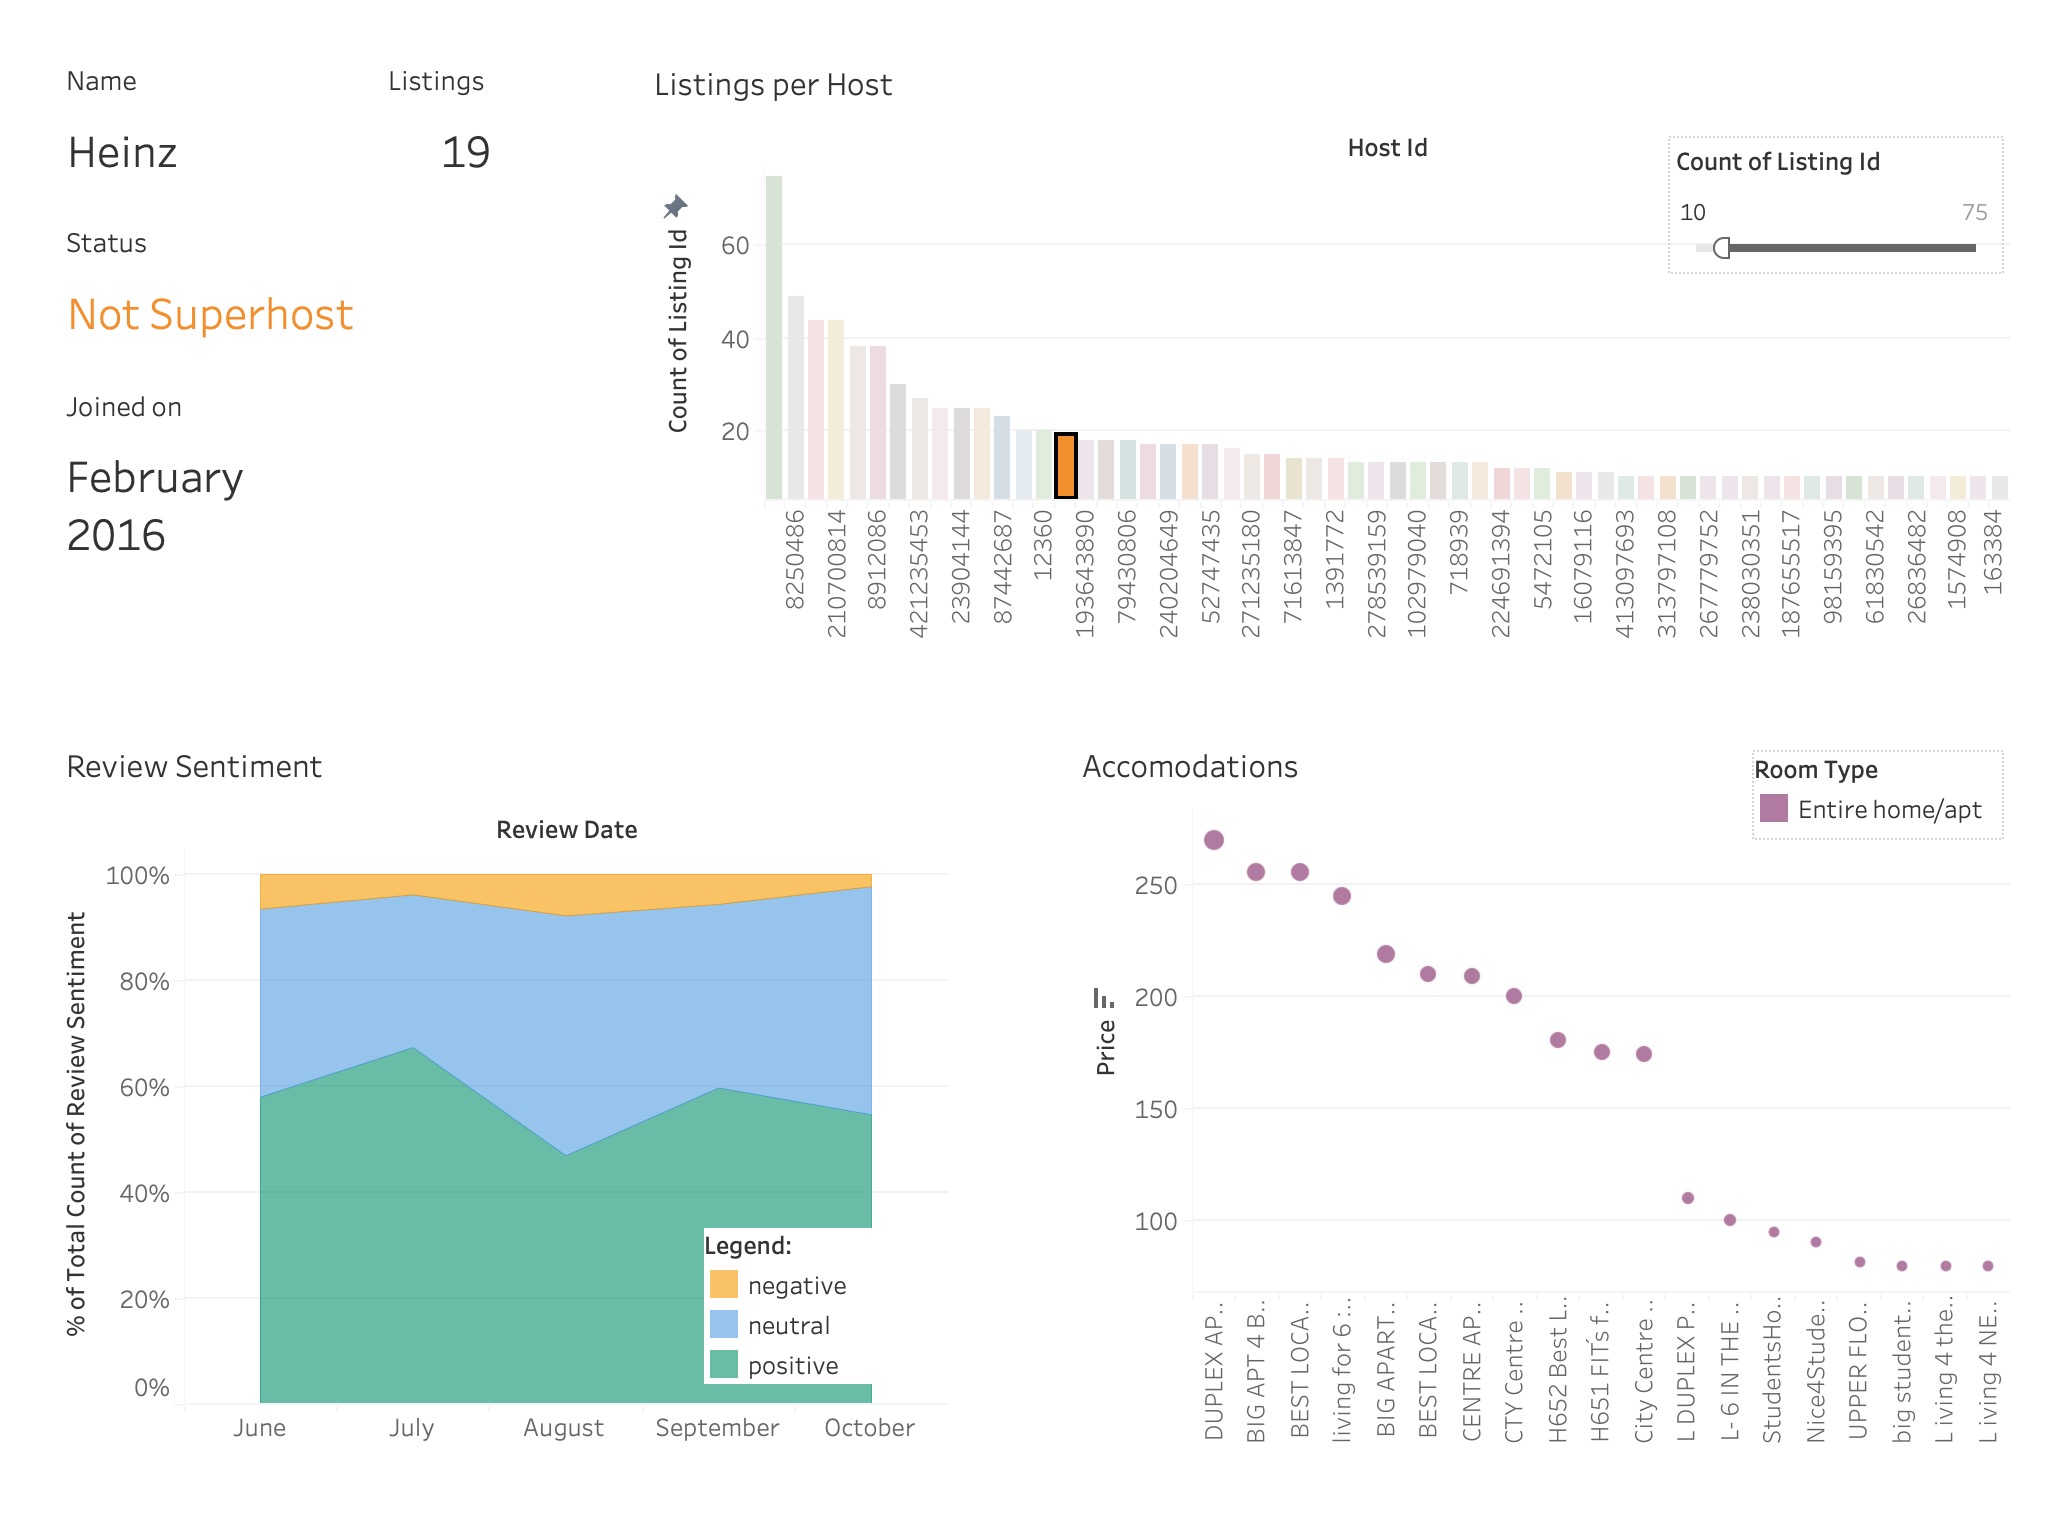 Name
Listings
Heinz
19
Status
Not Superhost
Joined on
February
2016
Listings per Host
Host Id
Count of Listing Id
10
75
Count of Listing Id
60
40
20
8250486
210700814
8912086
421235453
23904144
87442687
12360
193643890
79430806
240204649
52747435
271235180
71613847
1391772
278539159
102979040
718939
224691394
5472105
16079116
413097693
313797108
267779752
238030351
187655517
98159395
61830542
26836482
1574908
163384
Review Sentiment
Review Date
% of Total Count of Review Sentiment
100%
80%
60%
40%
20%
0%
Legend:
negative
neutral
positive
June
July
August
September
October
Accomodations
Room Type
Entire home/apt
Price
250
200
150
100
DUPLEX AP..
BIG APT 4 B..
BEST LOCA..
living for 6 :..
BIG APART..
BEST LOCA..
CENTRE AP..
CTY Centre ..
H652 Best L..
H651 FIT´s f..
City Centre ..
L DUPLEX P..
L- 6 IN THE ..
StudentsHo..
Nice4Stude..
UPPER FLO..
big student..
L iving 4 the..
L iving 4 NE..